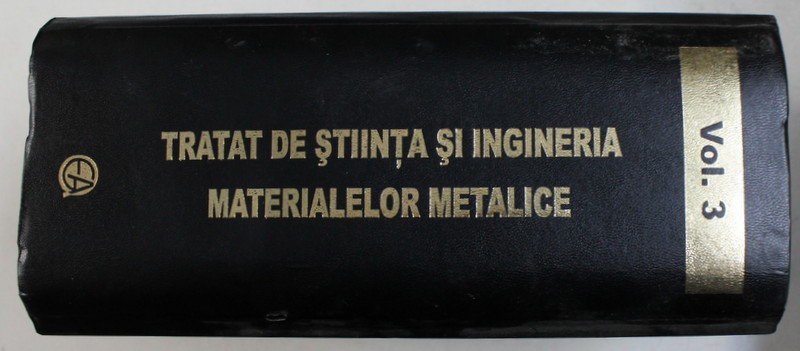 TRATAT DE ŞTIINŢA ŞI INGINERIA
MATERIALELOR METALICE
Vol. 3